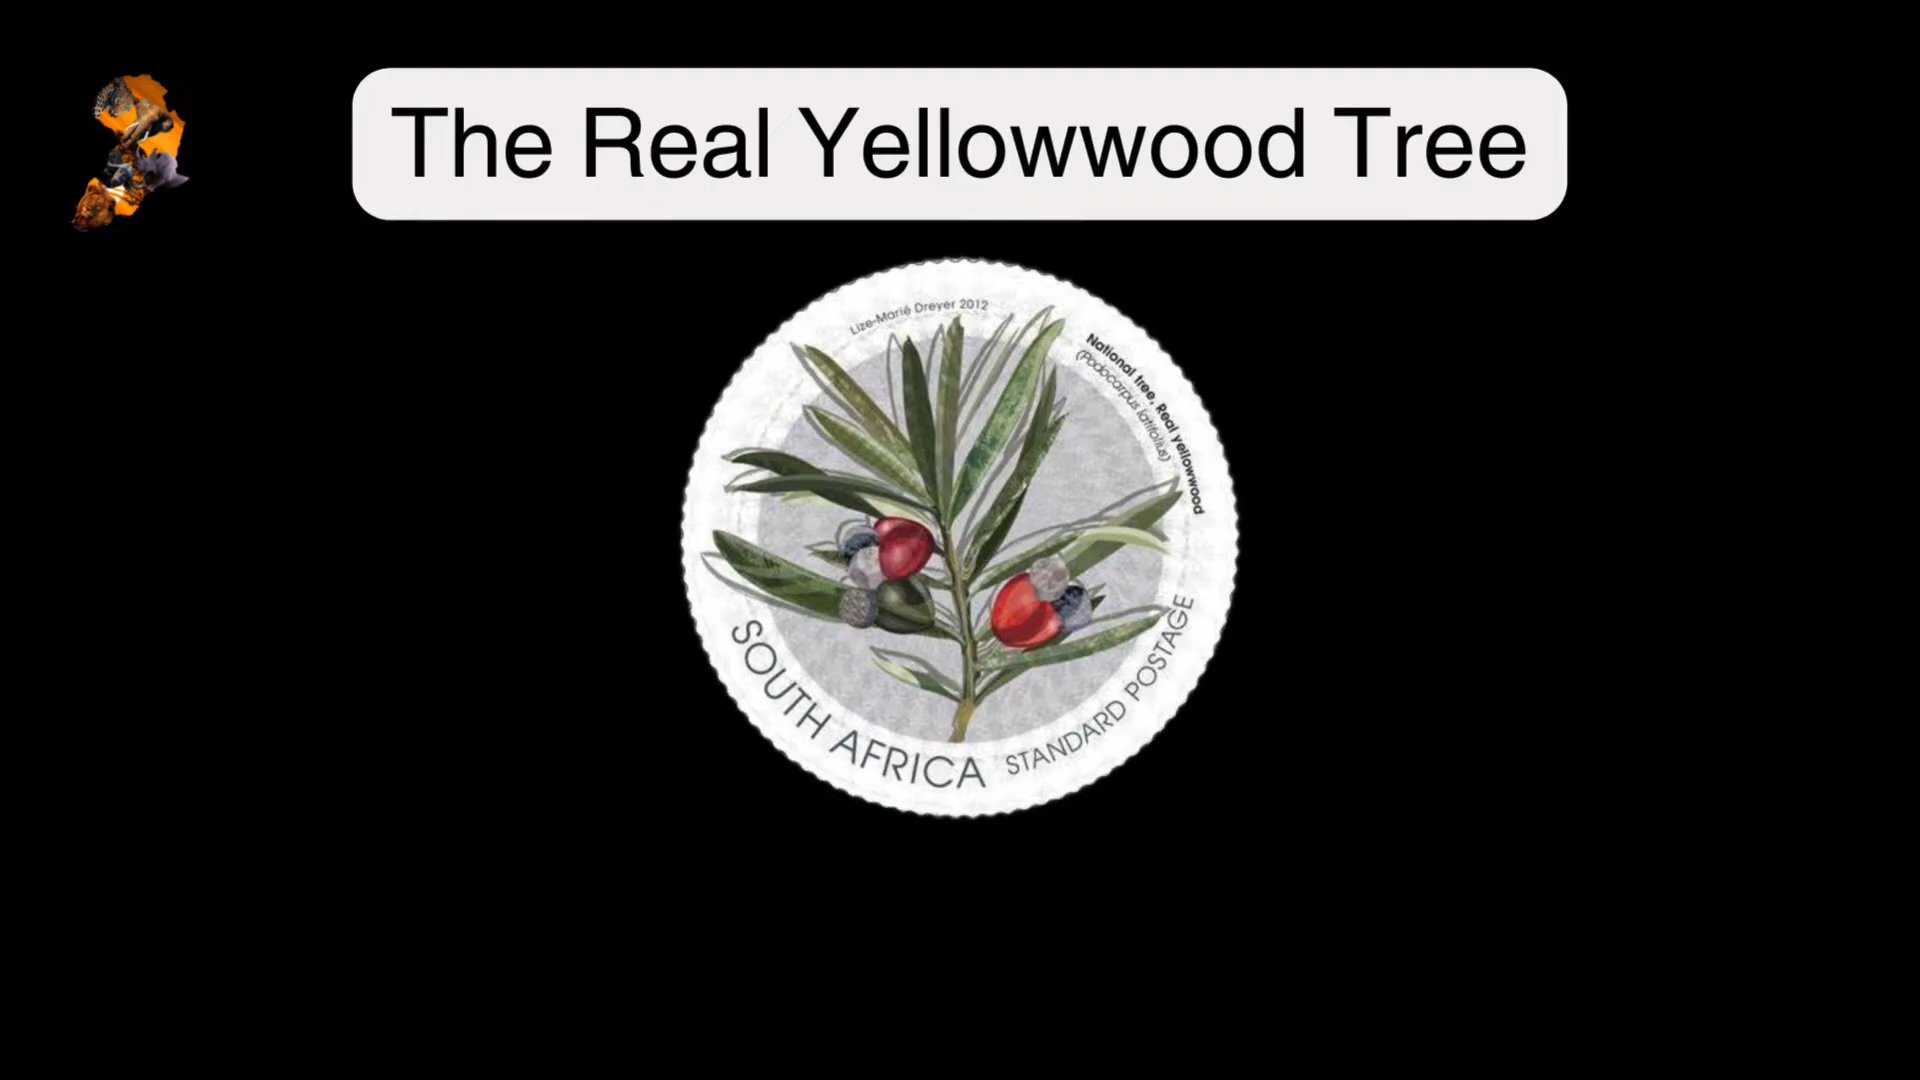 The Real Yellowwood Tree
Lize-Marié Dreyer 2012
National tree, Real yellowwood
(Podocarpus latifolius)
SOUTH AFRICA
STANDARD POSTAGE